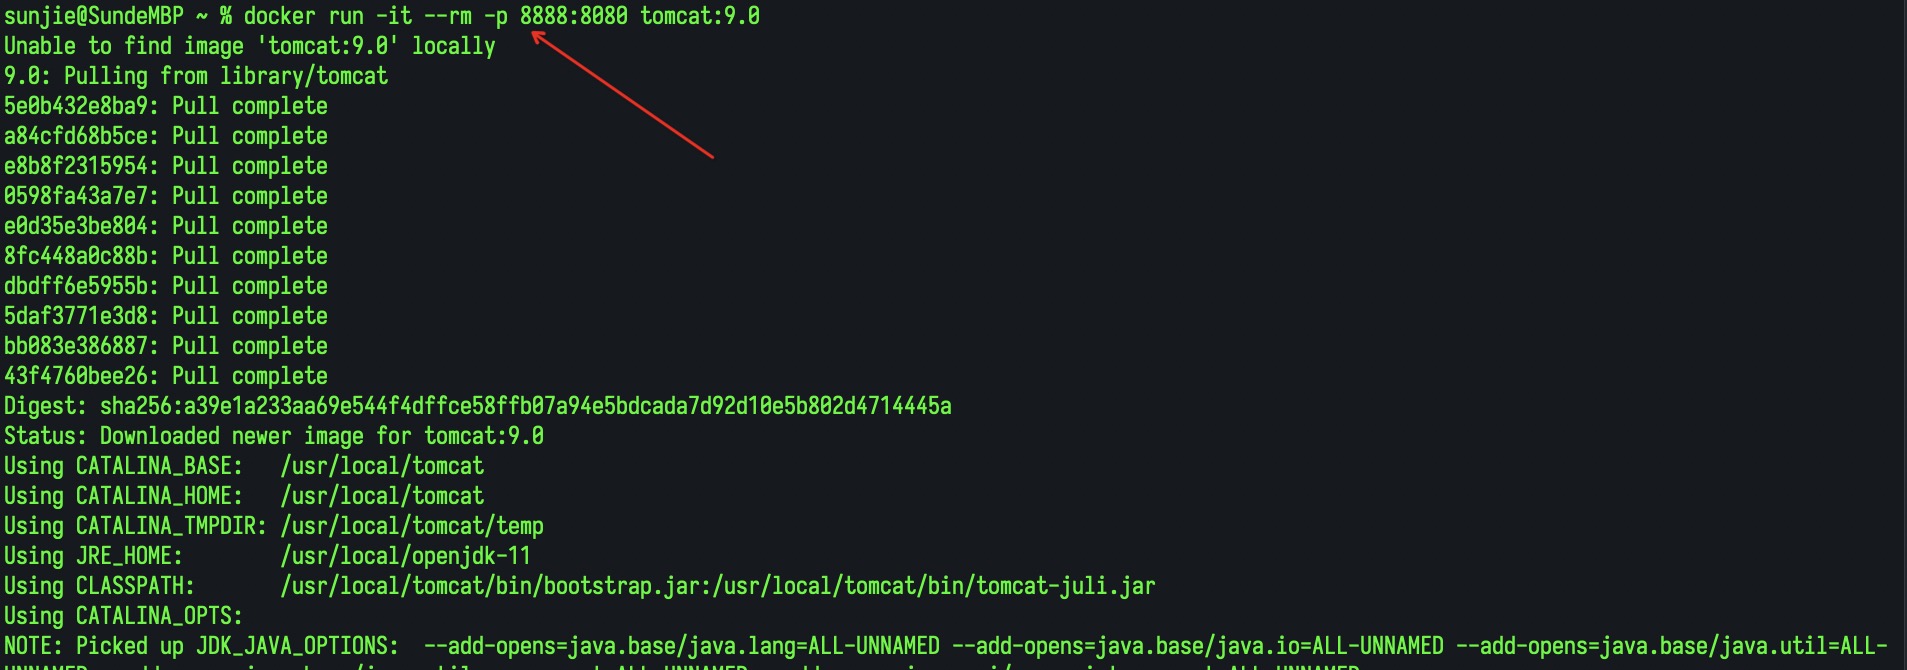 sunjie@SundeMBP ~ % docker run -it --rm -p 8888:8080 tomcat:9.0
Unable to find image 'tomcat:9.0' locally
9.0: Pulling from library/tomcat
5e0b432e8ba9: Pull complete
a84cfd68b5ce: Pull complete
e8b8f2315954: Pull complete
0598fa43a7e7: Pull complete
e0d35e3be804: Pull complete
8fc448a0c88b: Pull complete
dbdff6e5955b: Pull complete
5daf3771e3d8: Pull complete
bb083e386887: Pull complete
43f4760bee26: Pull complete
Digest: sha256:a39e1a233aa69e544f4dffce58ffb07a94e5bdcada7d92d10e5b802d4714445a
Status: Downloaded newer image for tomcat:9.0
Using CATALINA_BASE:   /usr/local/tomcat
Using CATALINA_HOME:   /usr/local/tomcat
Using CATALINA_TMPDIR: /usr/local/tomcat/temp
Using JRE_HOME:        /usr/local/openjdk-11
Using CLASSPATH:       /usr/local/tomcat/bin/bootstrap.jar:/usr/local/tomcat/bin/tomcat-juli.jar
Using CATALINA_OPTS:
NOTE: Picked up JDK_JAVA_OPTIONS:  --add-opens=java.base/java.lang=ALL-UNNAMED --add-opens=java.base/java.io=ALL-UNNAMED --add-opens=java.base/java.util=ALL-